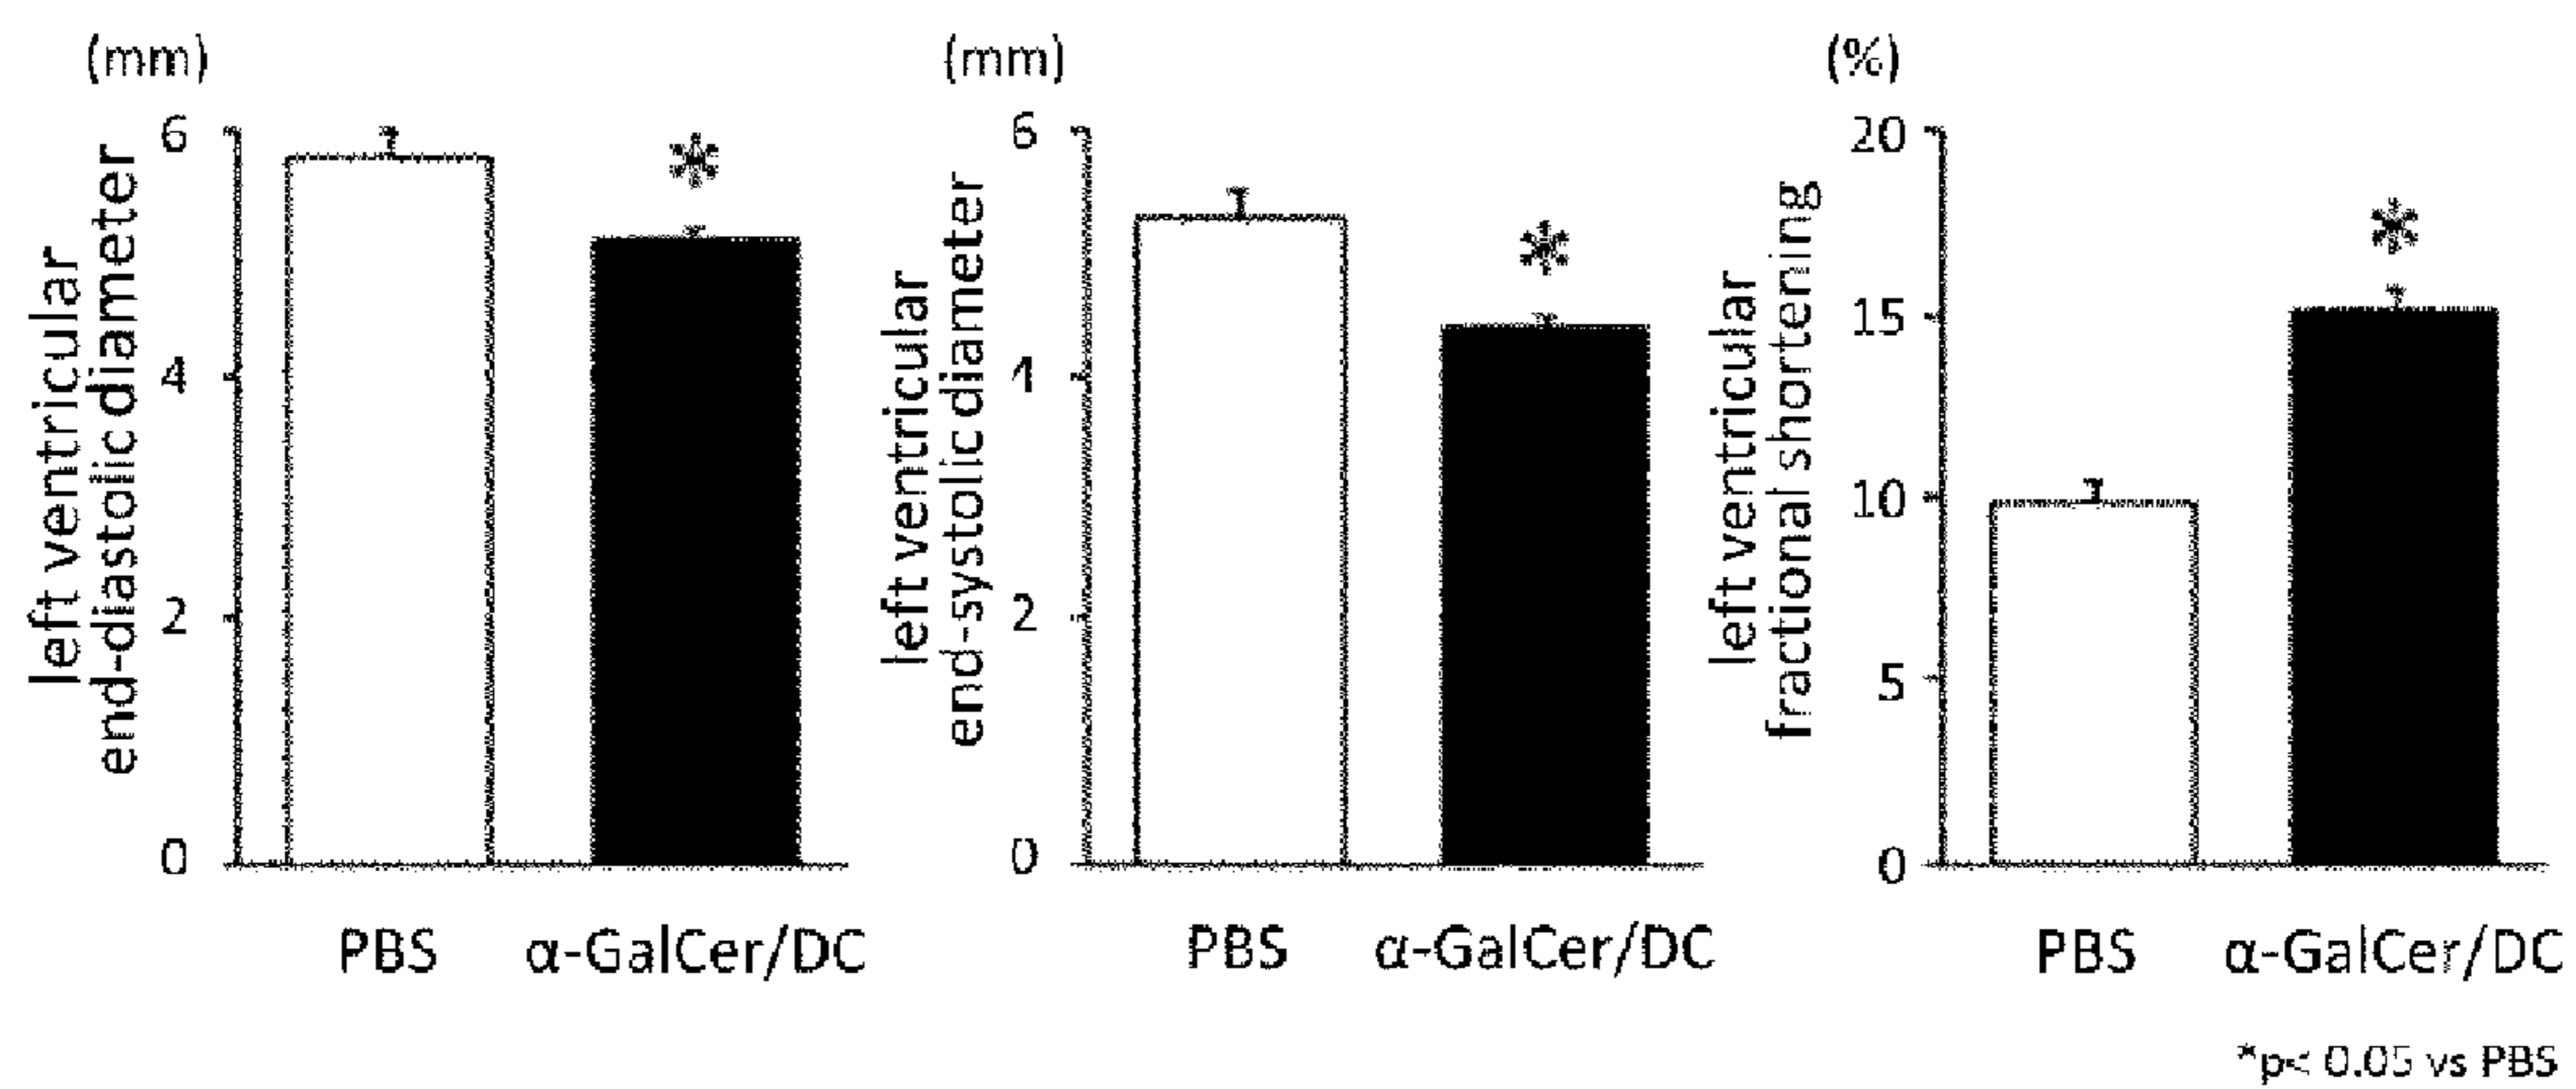 (mm)
left ventricular
end-diastolic diameter
6
4
2
0
*
PBS
α-GalCer/DC
(mm)
left ventricular
end-systolic diameter
6
4
2
0
*
PBS
α-GalCer/DC
(%)
left ventricular
fractional shortening
20
15
10
5
0
*
PBS
α-GalCer/DC
*p< 0.05 vs PBS